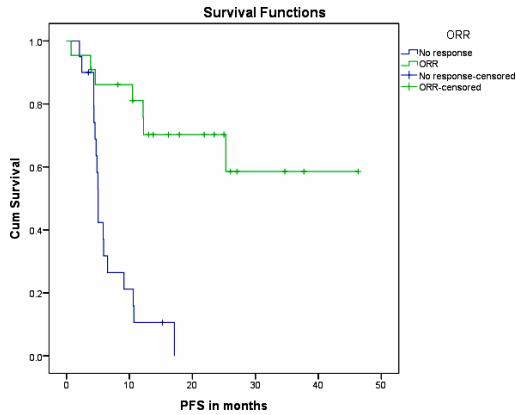 Survival Functions
ORR
No response
ORR
No response-censored
ORR-censored
Cum Survival
1.0
0.8
0.6
0.4
0.2
0.0
0 10 20 30 40 50
PFS in months